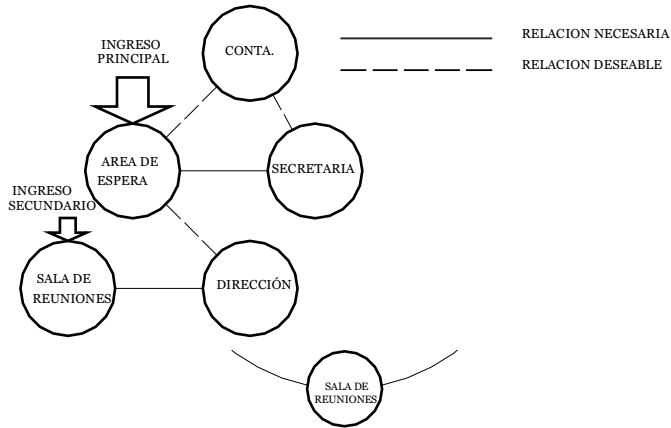 INGRESO
PRINCIPAL
CONTA.
RELACION NECESARIA
RELACION DESEABLE
AREA DE
ESPERA
SECRETARIA
INGRESO
SECUNDARIO
SALA DE
REUNIONES
DIRECCIÓN
SALA DE
REUNIONES